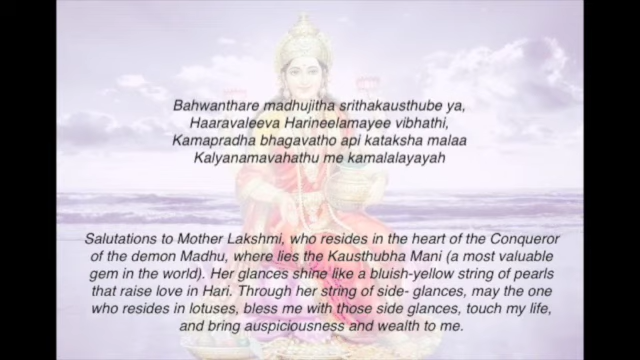 Bahwanthare madhujitha srithakausthube ya,
Haaravaleeva Harineelamayee vibhathi,
Kamapradha bhagavatho api kataksha malaa
Kalyanamavahathu me kamalalayayah
Salutations to Mother Lakshmi, who resides in the heart of the Conqueror
of the demon Madhu, where lies the Kausthubha Mani (a most valuable
gem in the world). Her glances shine like a bluish-yellow string of pearls
that raise love in Hari. Through her string of side- glances, may the one
who resides in lotuses, bless me with those side glances, touch my life,
and bring auspiciousness and wealth to me.